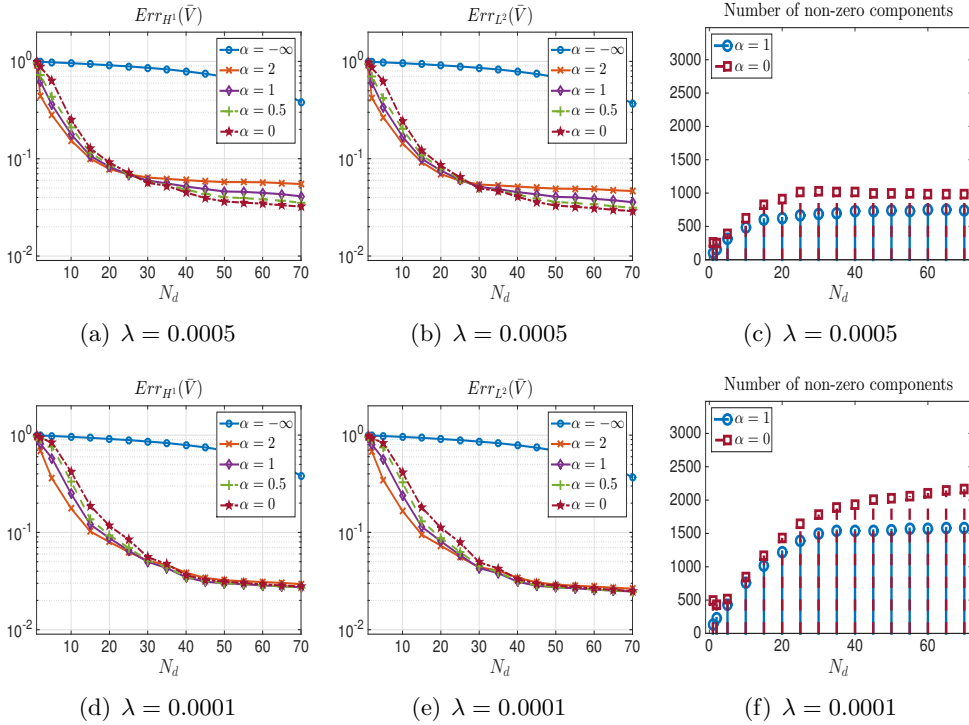 Err_{H^1}(V̄)
10^0
10^{-1}
10^{-2}
10 20 30 40 50 60 70
N_d
α = −∞
α = 2
α = 1
α = 0.5
α = 0
(a) λ = 0.0005
Err_{L^2}(V̄)
10^0
10^{-1}
10^{-2}
10 20 30 40 50 60 70
N_d
α = −∞
α = 2
α = 1
α = 0.5
α = 0
(b) λ = 0.0005
Number of non-zero components
α = 1
α = 0
3000
2500
2000
1500
1000
500
0
0 20 40 60
(c) λ = 0.0005
Err_{H^1}(V̄)
10^0
10^{-1}
10^{-2}
10 20 30 40 50 60 70
N_d
α = −∞
α = 2
α = 1
α = 0.5
α = 0
(d) λ = 0.0001
Err_{L^2}(V̄)
10^0
10^{-1}
10^{-2}
10 20 30 40 50 60 70
N_d
α = −∞
α = 2
α = 1
α = 0.5
α = 0
(e) λ = 0.0001
Number of non-zero components
α = 1
α = 0
3000
2500
2000
1500
1000
500
0
0 20 40 60
(f) λ = 0.0001